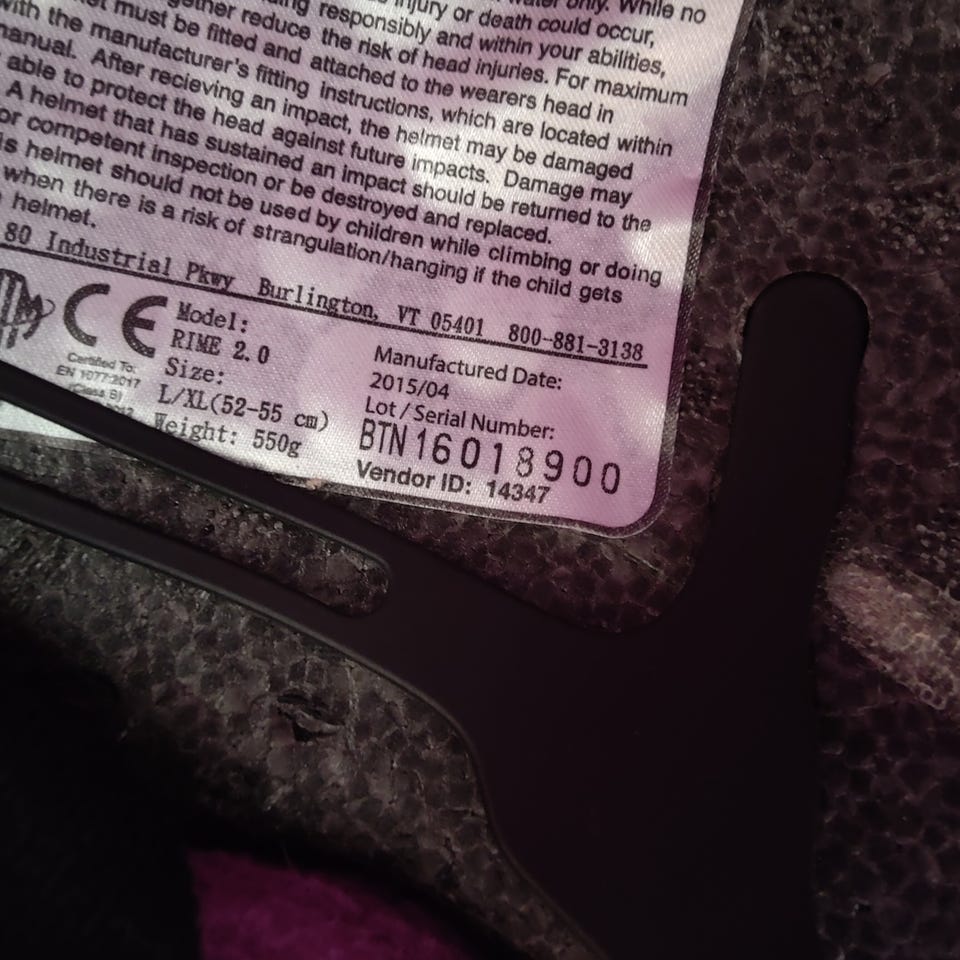 water only. While no
injury or death could occur,
responsibly and within your abilities,
together reduce the risk of head injuries. For maximum
must be fitted and attached to the wearers head in
with the manufacturer's fitting instructions, which are located within
manual. After recieving an impact, the helmet may be damaged
able to protect the head against future impacts. Damage may
A helmet that has sustained an impact should be returned to the
or competent inspection or be destroyed and replaced.
helmet should not be used by children while climbing or doing
when there is a risk of strangulation/hanging if the child gets
helmet.
80 Industrial Pkwy Burlington, VT 05401 800-881-3138
CE
Certified To:
EN 1077:2017
(Class B)
Model:
RIME 2.0
Size:
L/XL(52-55 cm)
Weight: 550g
Manufactured Date:
2015/04
Lot / Serial Number:
BTN16018900
Vendor ID: 14347